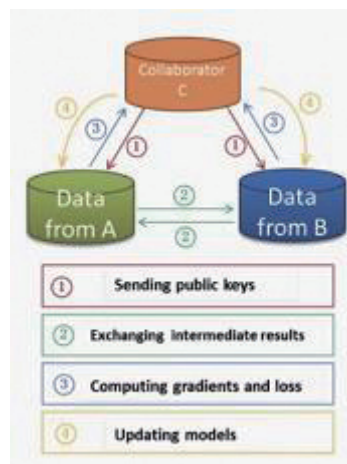 Collaborator
C
④ ③ ① ① ③ ④
Data
from A
②
②
Data
from B
① Sending public keys
② Exchanging intermediate results
③ Computing gradients and loss
④ Updating models